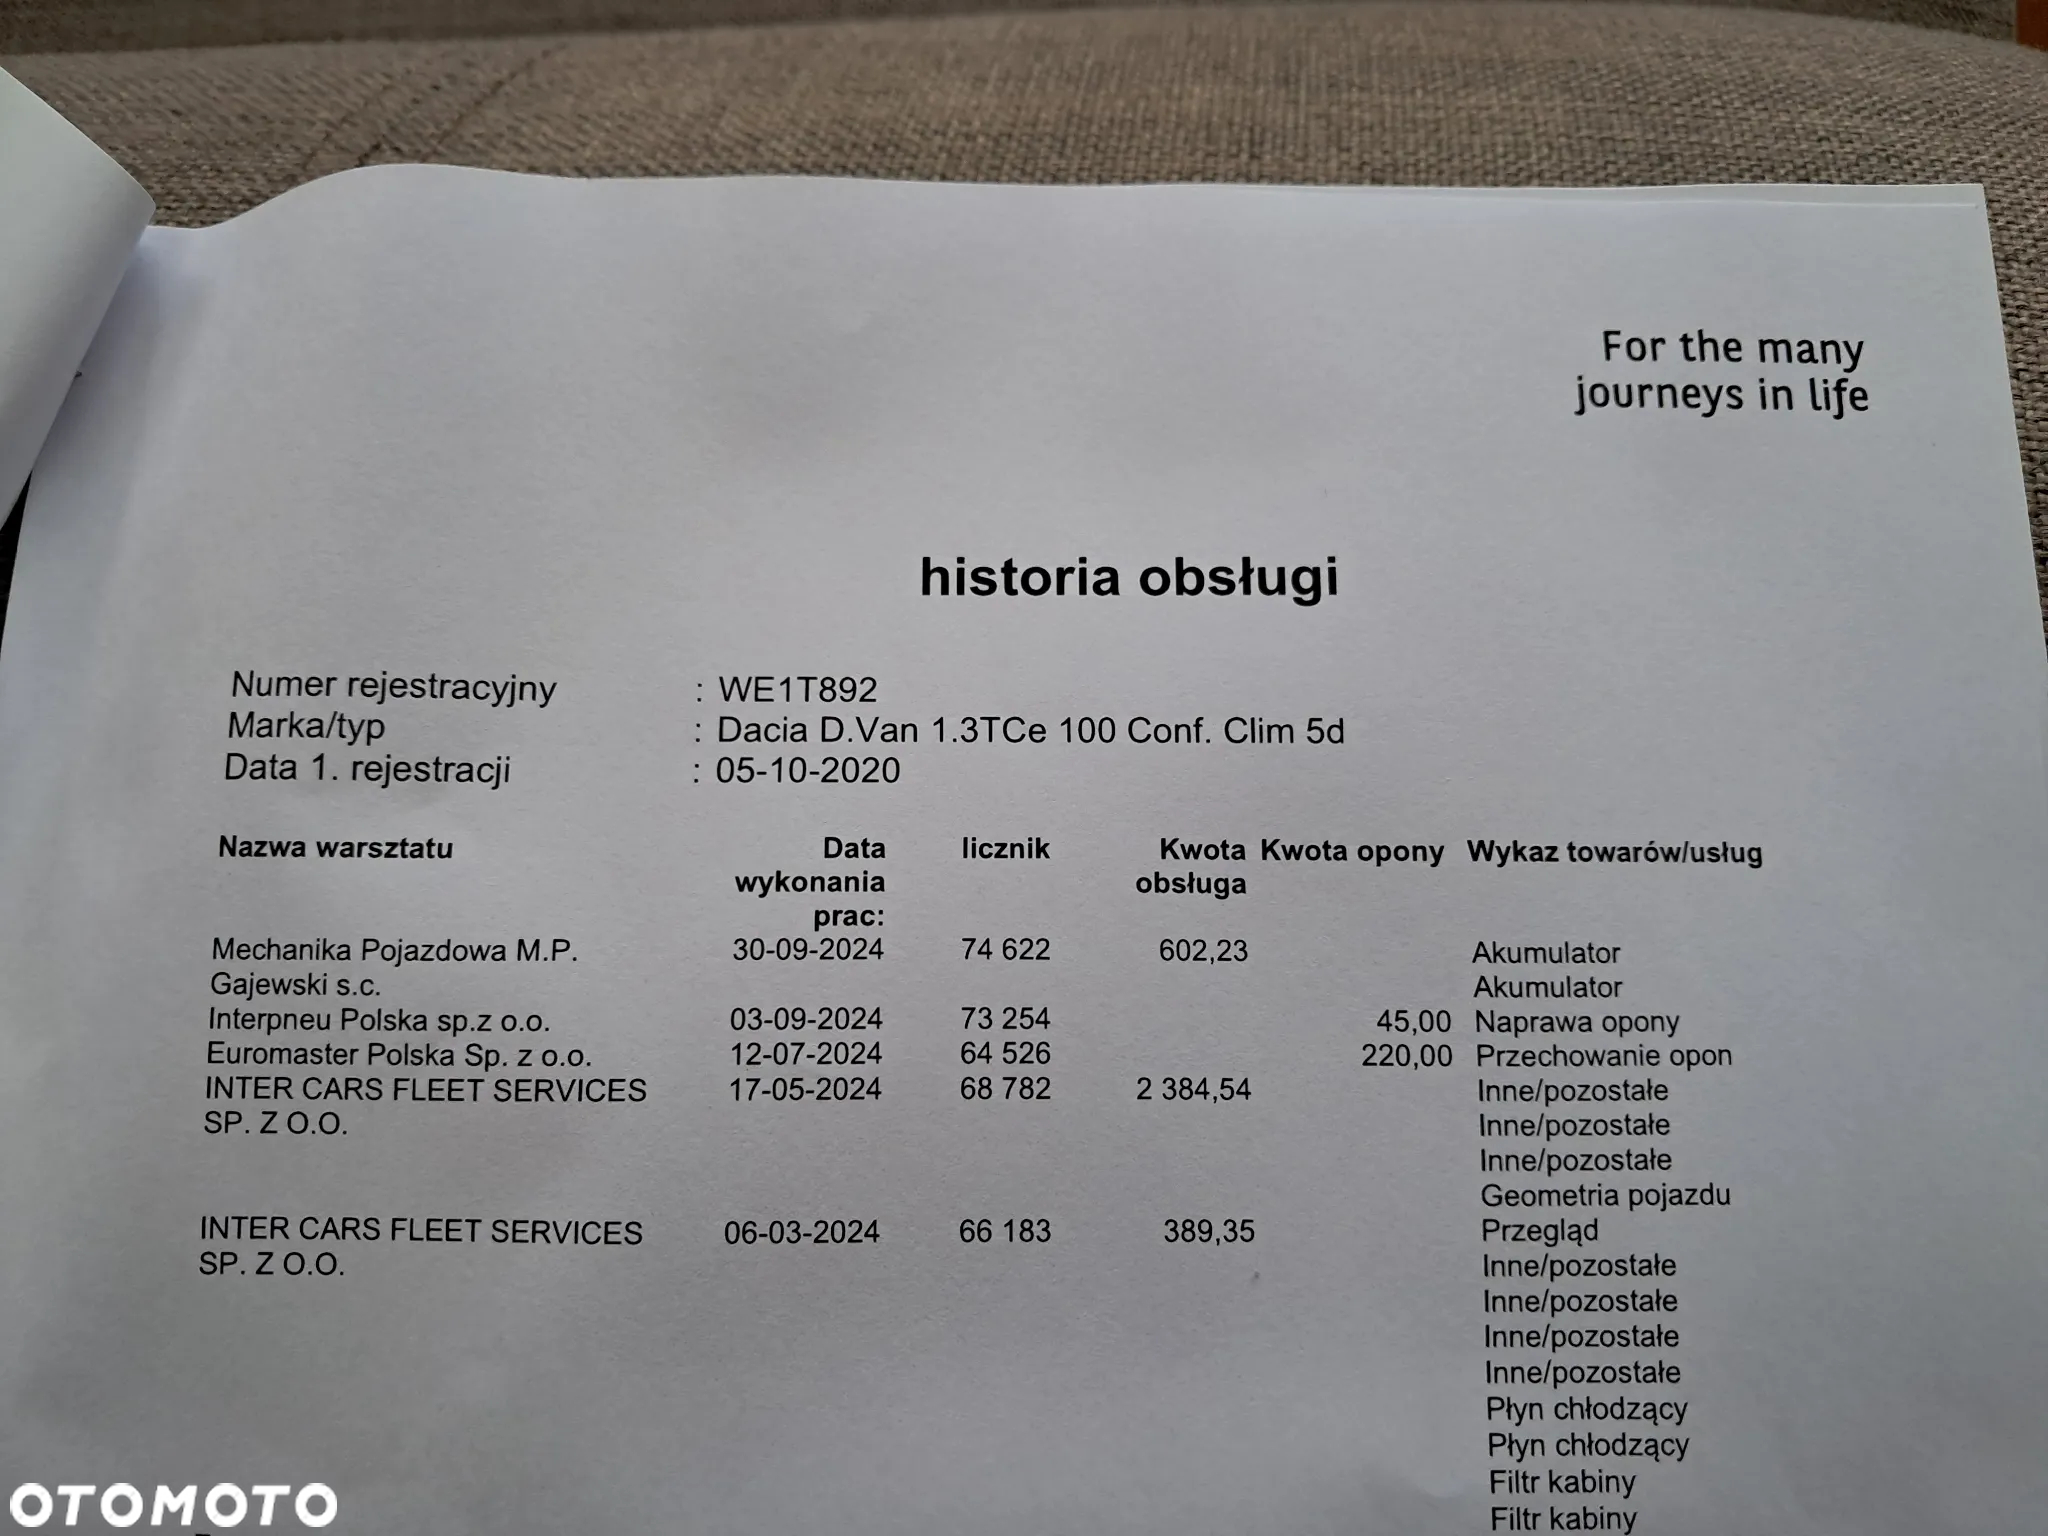 For the many
journeys in life
historia obsługi
Numer rejestracyjny : WE1T892
Marka/typ : Dacia D.Van 1.3TCe 100 Conf. Clim 5d
Data 1. rejestracji : 05-10-2020
Nazwa warsztatu Data licznik Kwota Kwota opony Wykaz towarów/usług
wykonania obsługa
prac:
Mechanika Pojazdowa M.P. 30-09-2024 74 622 602,23 Akumulator
Gajewski s.c. Akumulator
Interpneu Polska sp.z o.o. 03-09-2024 73 254 45,00 Naprawa opony
Euromaster Polska Sp. z o.o. 12-07-2024 64 526 220,00 Przechowanie opon
INTER CARS FLEET SERVICES 17-05-2024 68 782 2 384,54 Inne/pozostałe
SP. Z O.O. Inne/pozostałe
Inne/pozostałe
Geometria pojazdu
INTER CARS FLEET SERVICES 06-03-2024 66 183 389,35 Przegląd
SP. Z O.O. Inne/pozostałe
Inne/pozostałe
Inne/pozostałe
Inne/pozostałe
Płyn chłodzący
Płyn chłodzący
Filtr kabiny
Filtr kabiny
OTOMOTO